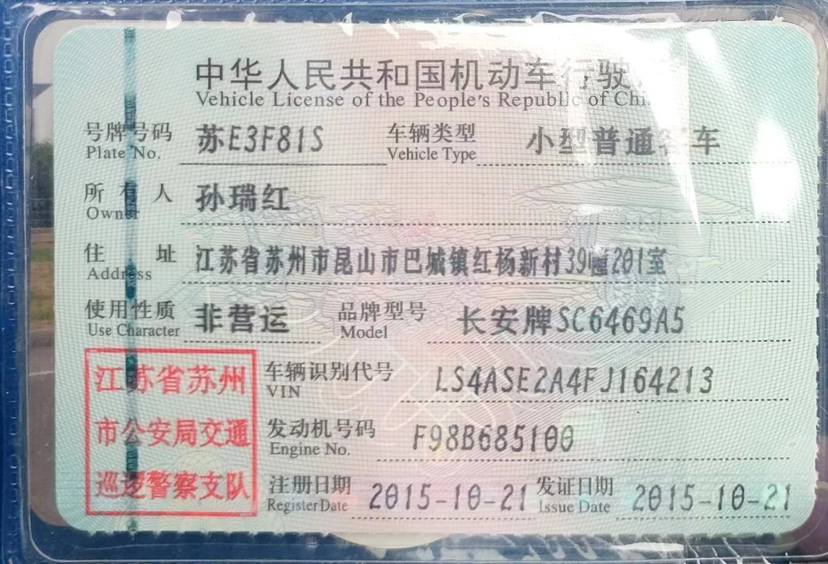 中华人民共和国机动车行驶
Vehicle License of the People's Republic of Chi
号牌号码 苏E3F81S 车辆类型 小型普通客车
Plate No. Vehicle Type
所有人 孙瑞红
Owner
住址 江苏省苏州市昆山市巴城镇红杨新村39幢201室
Address
使用性质 非营运 品牌型号 长安牌SC6469A5
Use Character Model
江苏省苏州 车辆识别代号 LS4ASE2A4FJ164213
VIN
市公安局交通 发动机号码 F98B685100
Engine No.
巡逻警察支队 注册日期 2015-10-21 发证日期 2015-10-21
Register Date Issue Date